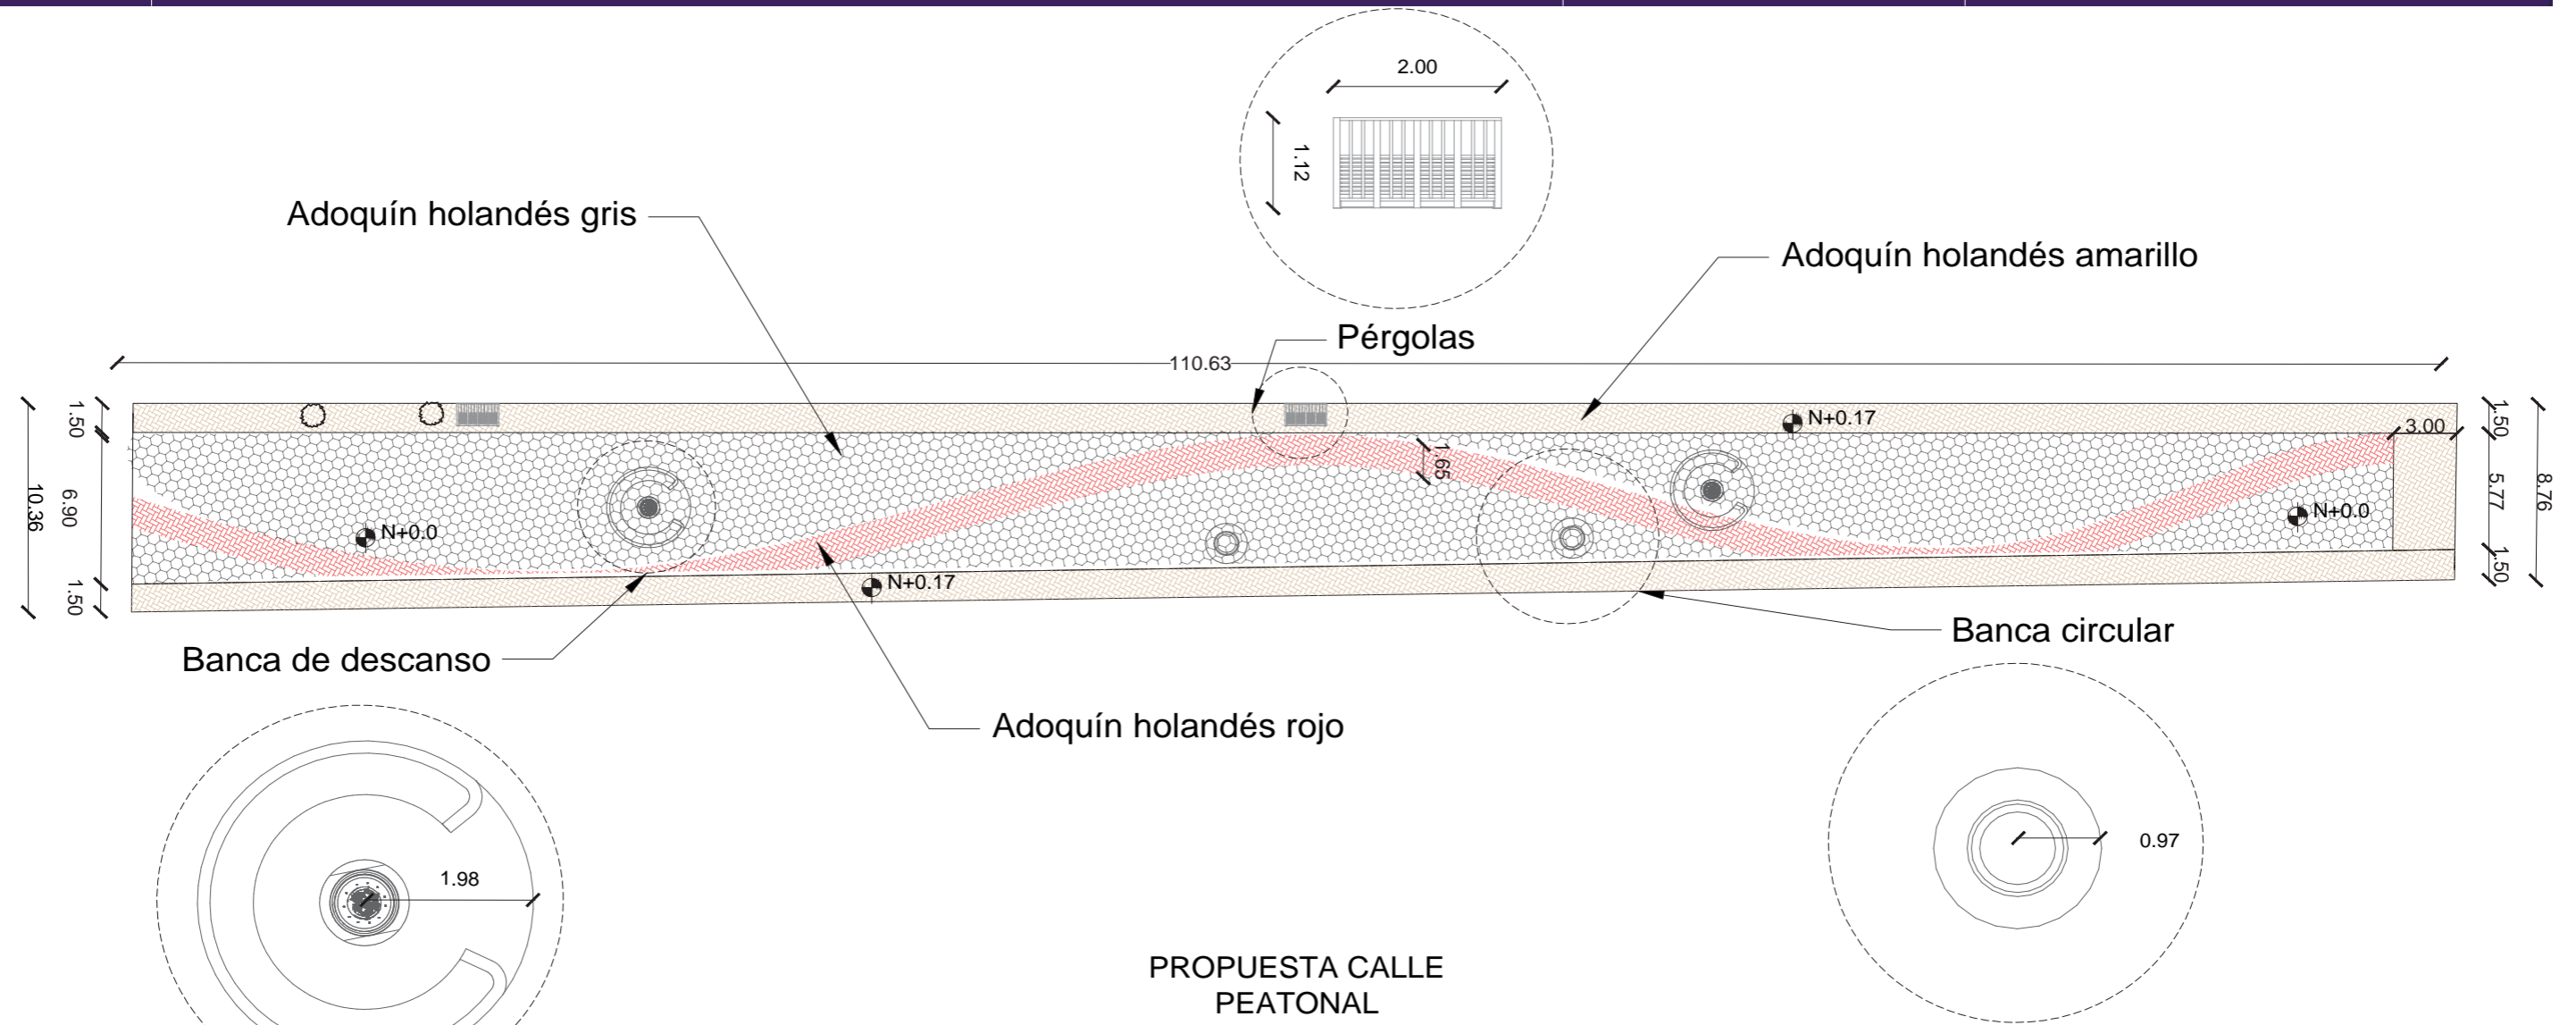 2.00
1.12
Adoquín holandés gris
Adoquín holandés amarillo
Pérgolas
110.63
1.50
N+0.17
1.50
3.00
1.65
10.36
6.90
5.77
8.76
N+0.0
N+0.0
1.50
N+0.17
1.50
Banca circular
Banca de descanso
Adoquín holandés rojo
0.97
1.98
PROPUESTA CALLE
PEATONAL